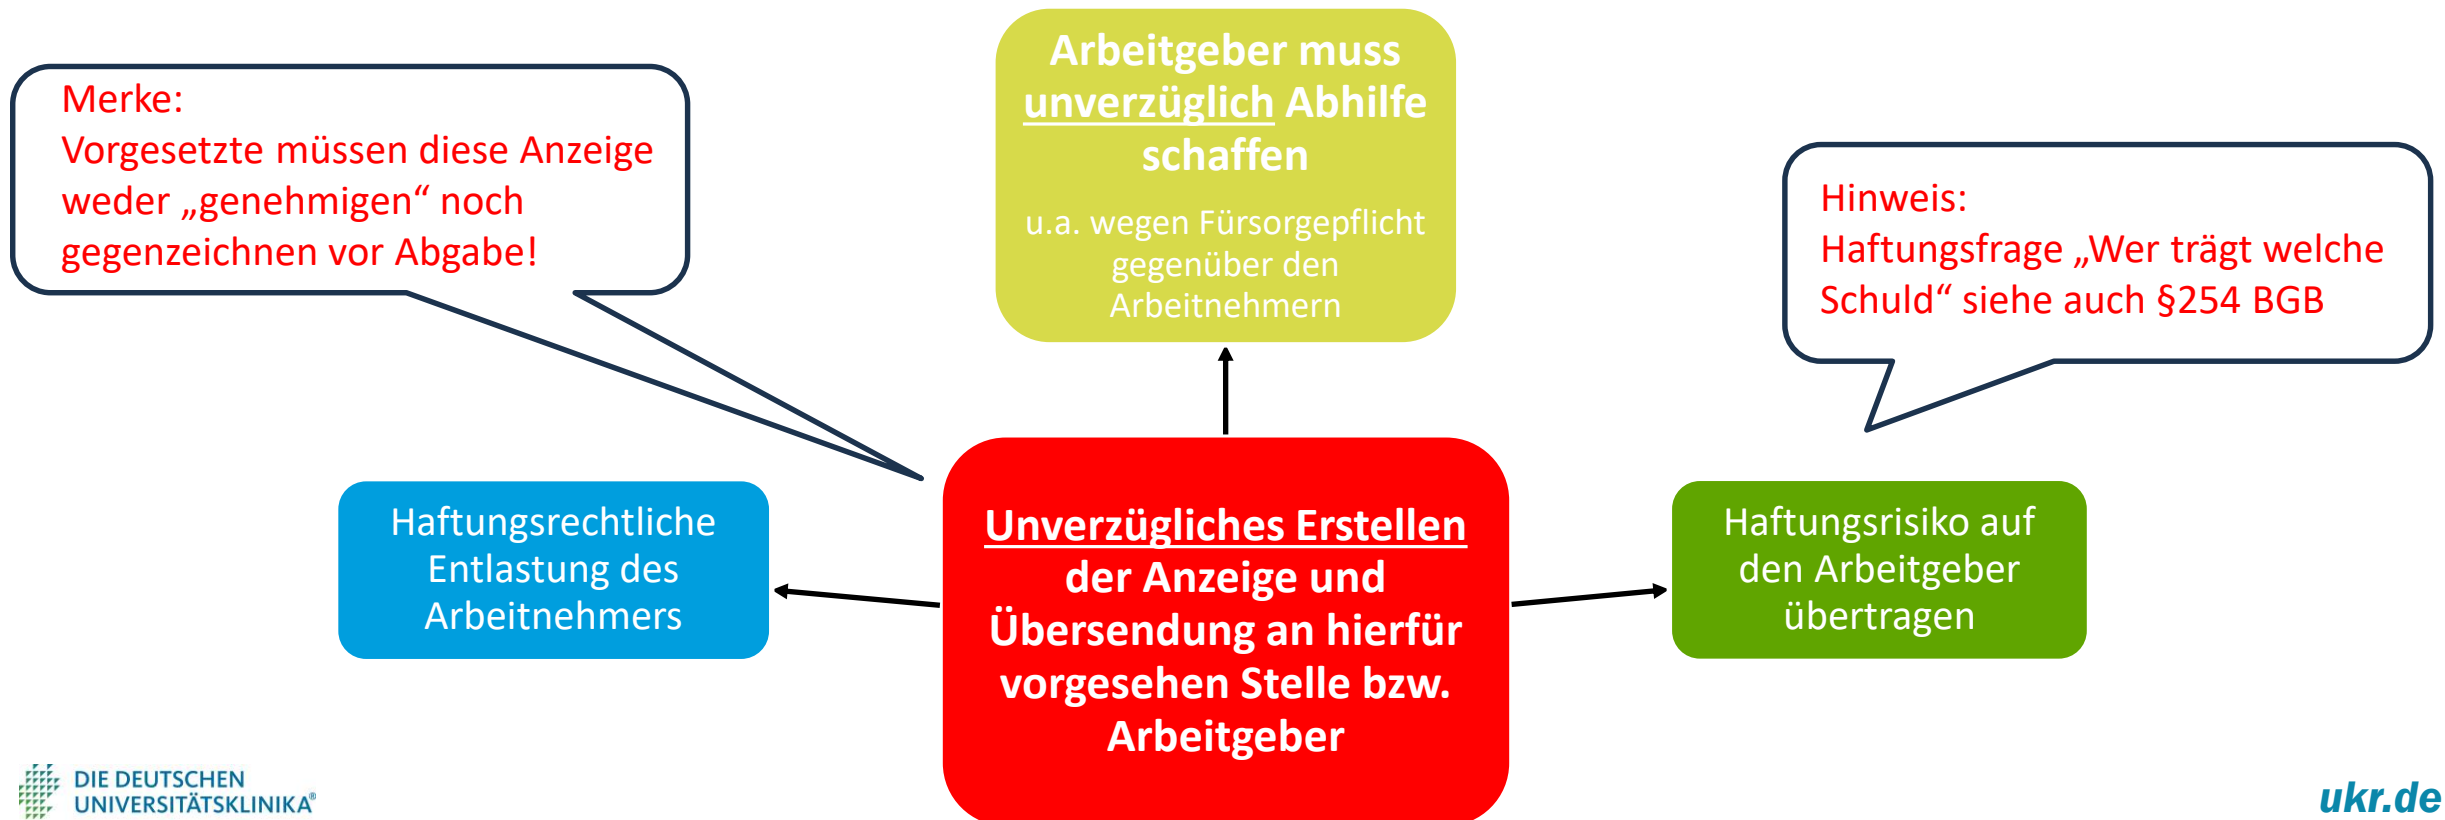 Arbeitgeber muss
unverzüglich Abhilfe
schaffen
u.a. wegen Fürsorgepflicht
gegenüber den
Arbeitnehmern
Merke:
Vorgesetzte müssen diese Anzeige
weder „genehmigen“ noch
gegenzeichnen vor Abgabe!
Hinweis:
Haftungsfrage „Wer trägt welche
Schuld“ siehe auch §254 BGB
Haftungsrechtliche
Entlastung des
Arbeitnehmers
Unverzügliches Erstellen
der Anzeige und
Übersendung an hierfür
vorgesehen Stelle bzw.
Arbeitgeber
Haftungsrisiko auf
den Arbeitgeber
übertragen
DIE DEUTSCHEN
UNIVERSITÄTSKLINIKA®
ukr.de